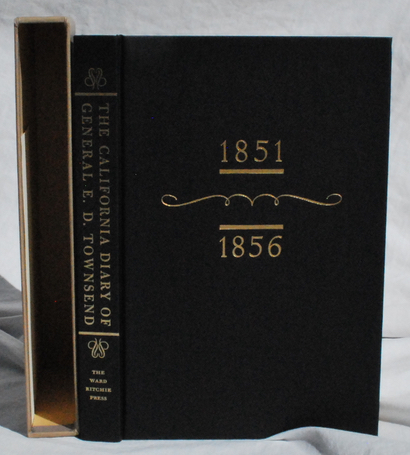 THE CALIFORNIA DIARY OF
GENERAL E. D. TOWNSEND
THE
WARD
RITCHIE
PRESS
1851
1856